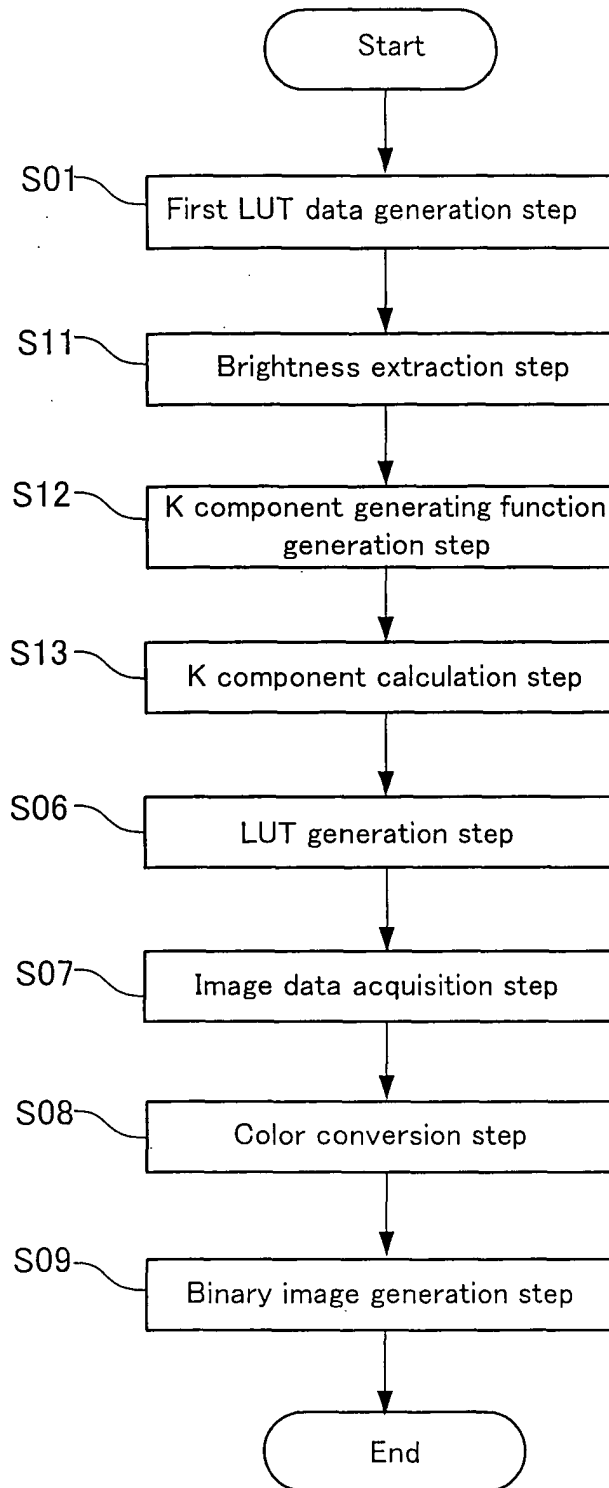 Start
S01
First LUT data generation step
S11
Brightness extraction step
S12
K component generating function
generation step
S13
K component calculation step
S06
LUT generation step
S07
Image data acquisition step
S08
Color conversion step
S09
Binary image generation step
End